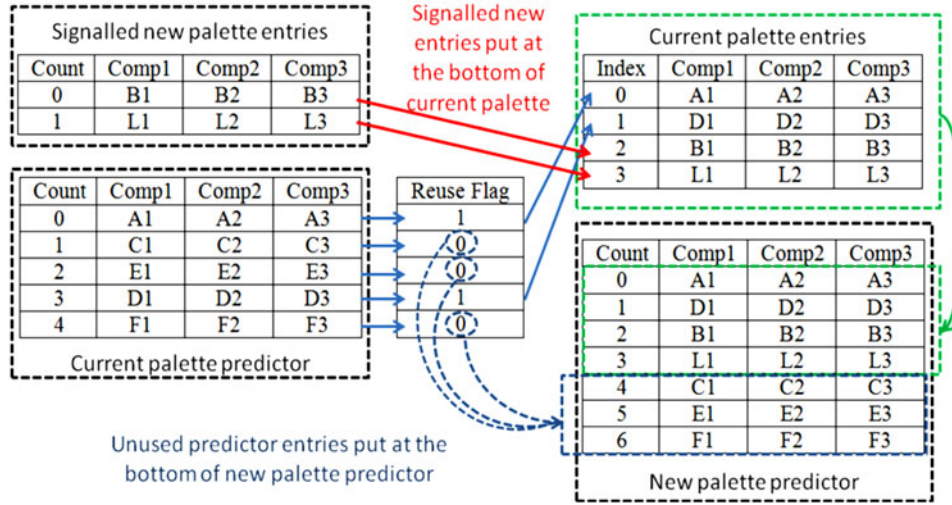 Signalled new palette entries
Count Comp1 Comp2 Comp3
0 B1 B2 B3
1 L1 L2 L3
Signalled new
entries put at
the bottom of
current palette
Current palette entries
Index Comp1 Comp2 Comp3
0 A1 A2 A3
1 D1 D2 D3
2 B1 B2 B3
3 L1 L2 L3
Count Comp1 Comp2 Comp3
0 A1 A2 A3
1 C1 C2 C3
2 E1 E2 E3
3 D1 D2 D3
4 F1 F2 F3
Current palette predictor
Reuse Flag
1
0
0
1
0
Count Comp1 Comp2 Comp3
0 A1 A2 A3
1 D1 D2 D3
2 B1 B2 B3
3 L1 L2 L3
4 C1 C2 C3
5 E1 E2 E3
6 F1 F2 F3
New palette predictor
Unused predictor entries put at the
bottom of new palette predictor